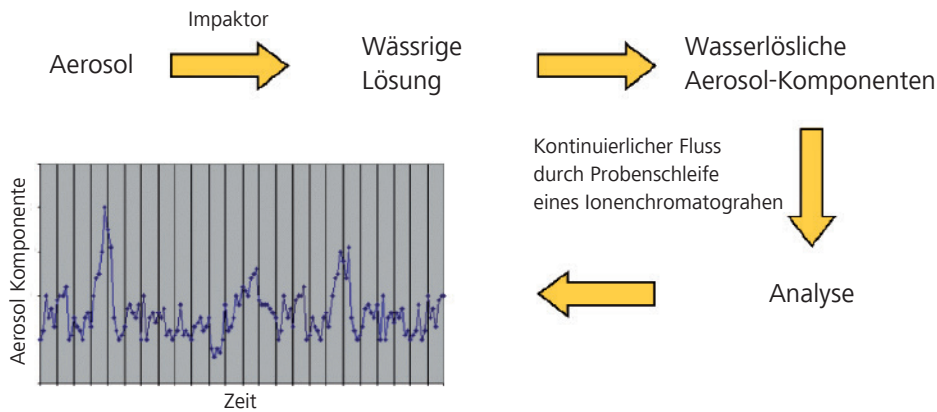 Impaktor
Aerosol
Wässrige
Lösung
Wasserlösliche
Aerosol-Komponenten
Kontinuierlicher Fluss
durch Probenschleife
eines Ionenchromatograhen
Analyse
Aerosol Komponente
Zeit